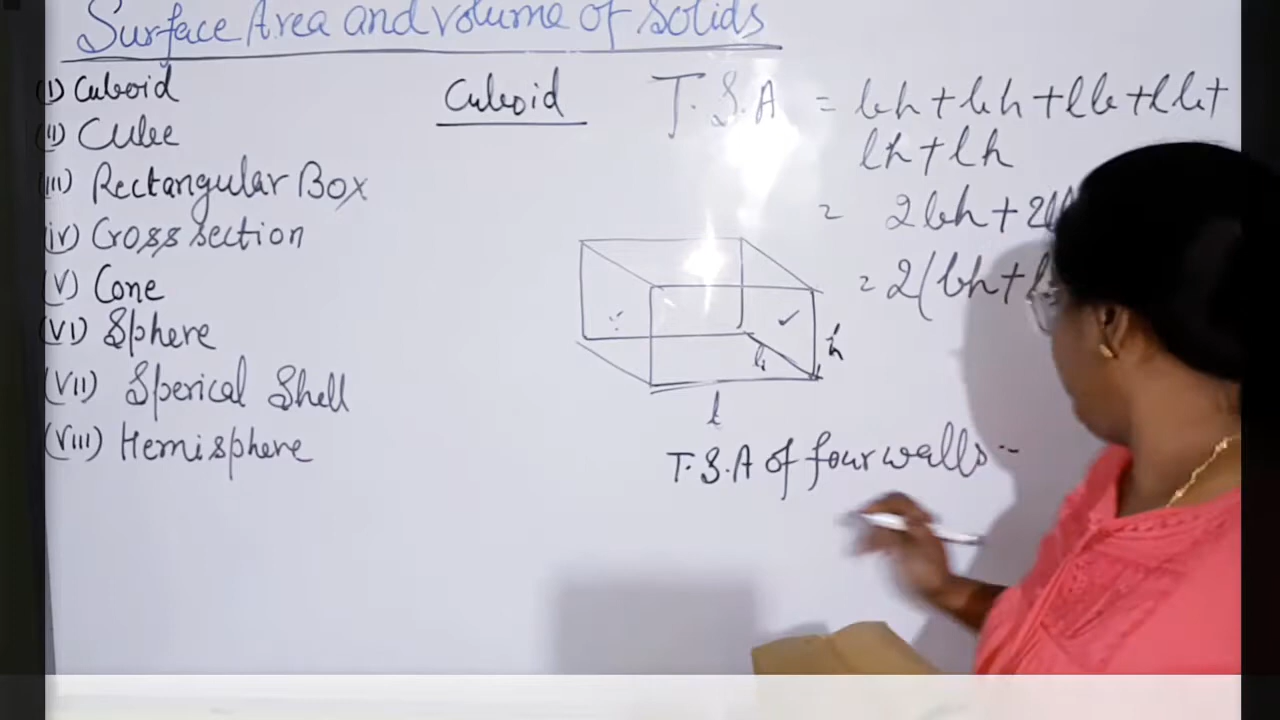 Surface Area and volume of solids
(I) Cuboid
(II) Cube
(III) Rectangular Box
(iv) Cross section
(V) Cone
(VI) Sphere
(VII) Sperical Shell
(VIII) Hemisphere
Cuboid
T.S.A = bh + bh + lb + lb +
lh + lh
= 2bh + 2l
= 2(bh +
h
b
l
T.S.A of four walls